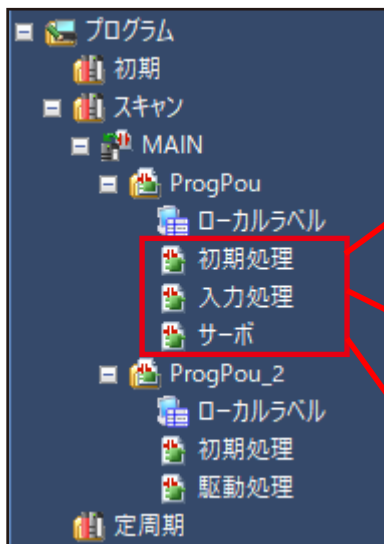 プログラム
初期
スキャン
MAIN
ProgPou
ローカルラベル
初期処理
入力処理
サーボ
ProgPou_2
ローカルラベル
初期処理
駆動処理
定周期